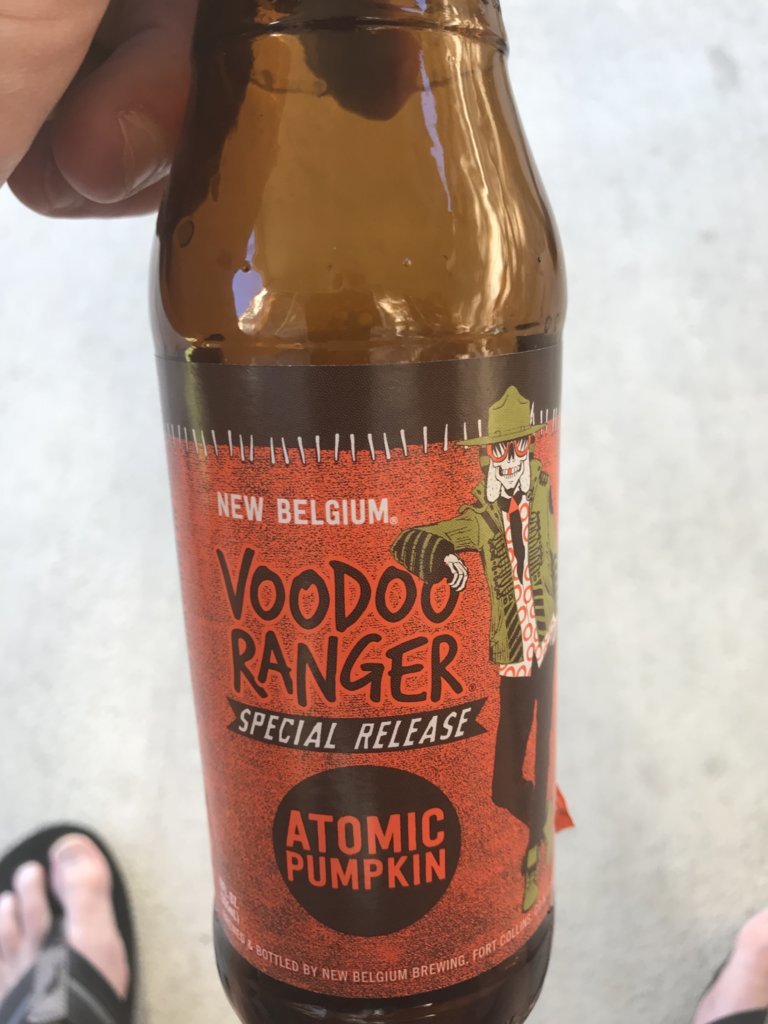 NEW BELGIUM®
VOODOO
RANGER®
SPECIAL RELEASE
ATOMIC
PUMPKIN
& BOTTLED BY NEW BELGIUM BREWING, FORT COLLINS